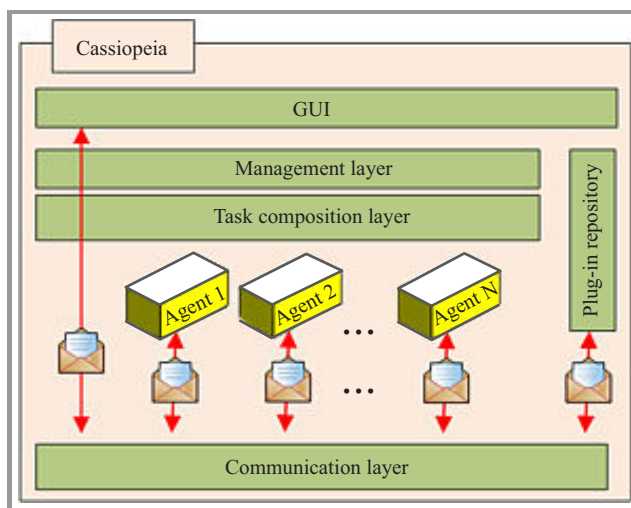 Cassiopeia
GUI
Management layer
Task composition layer
Plug-in repository
Agent 1
Agent 2
...
Agent N
...
Communication layer